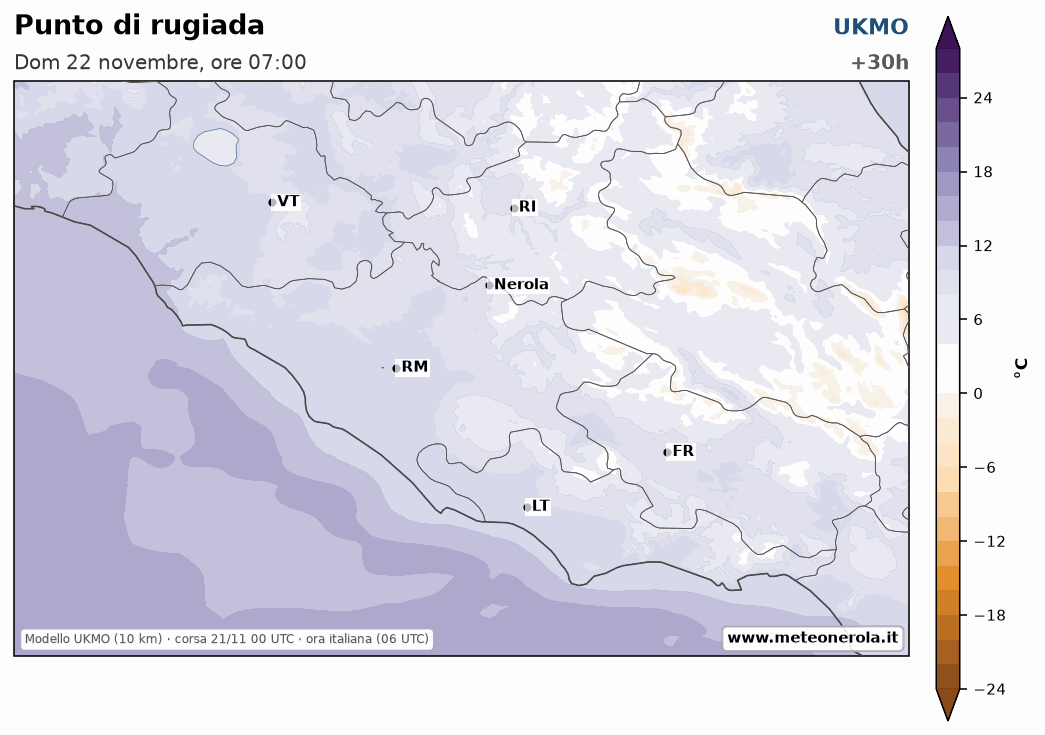 Punto di rugiada
UKMO
Dom 22 novembre, ore 07:00
+30h
VT
RI
Nerola
RM
FR
LT
24
18
12
6
0
−6
−12
−18
−24
°C
Modello UKMO (10 km) · corsa 21/11 00 UTC · ora italiana (06 UTC)
www.meteonerola.it